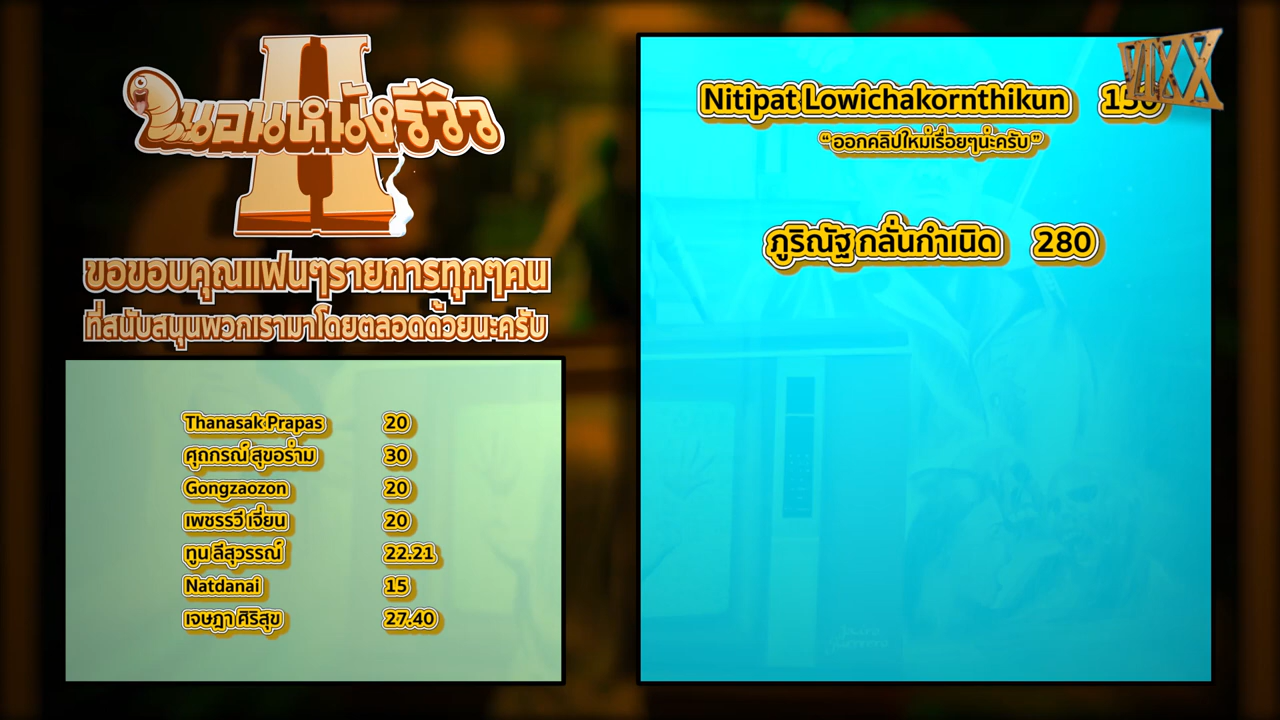 II
หนอนหนังรีวิว
ขอขอบคุณแฟนๆรายการทุกๆคน
ที่สนับสนุนพวกเรามาโดยตลอดด้วยนะครับ
Thanasak Prapas 20
ศุภกรณ์ สุขอร่าม 30
Gongzaozon 20
เพชรรวี เจี่ยน 20
ทูน ลีสุวรรณ์ 22.21
Natdanai 15
เจษฎา ศิริสุข 27.40
VIXX
Nitipat Lowichakornthikun 150
“ออกคลิปใหม่เรื่อยๆน่ะครับ”
ภูริณัฐ กลั่นกำเนิด 280